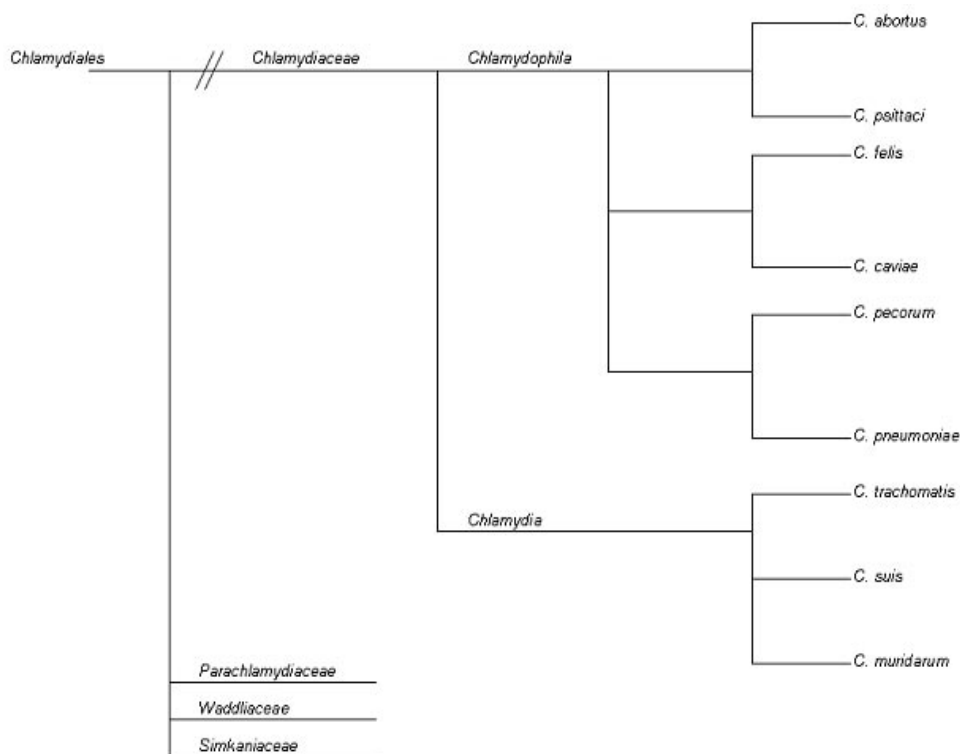 C. abortus
Chlamydiales
Chlamydiaceae
Chlamydophila
C. psittaci
C. felis
C. caviae
C. pecorum
C. pneumoniae
C. trachomatis
Chlamydia
C. suis
C. muridarum
Parachlamydiaceae
Waddliaceae
Simkaniaceae